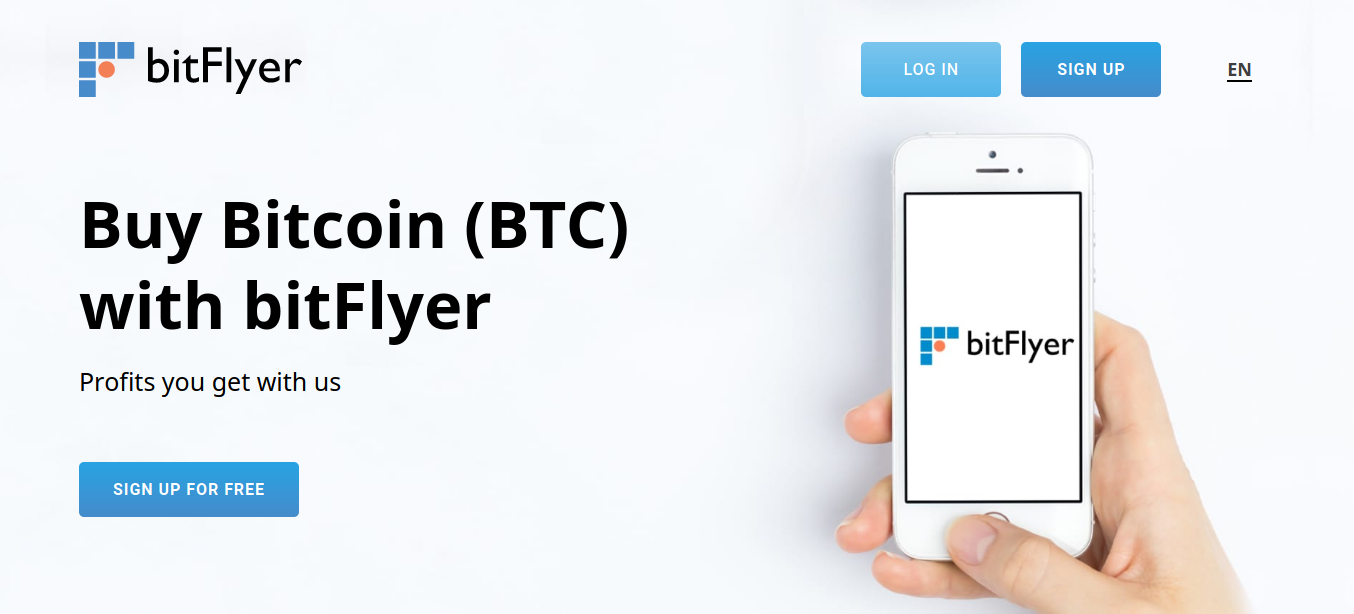 bitFlyer
LOG IN
SIGN UP
EN
Buy Bitcoin (BTC)
with bitFlyer
Profits you get with us
SIGN UP FOR FREE
bitFlyer